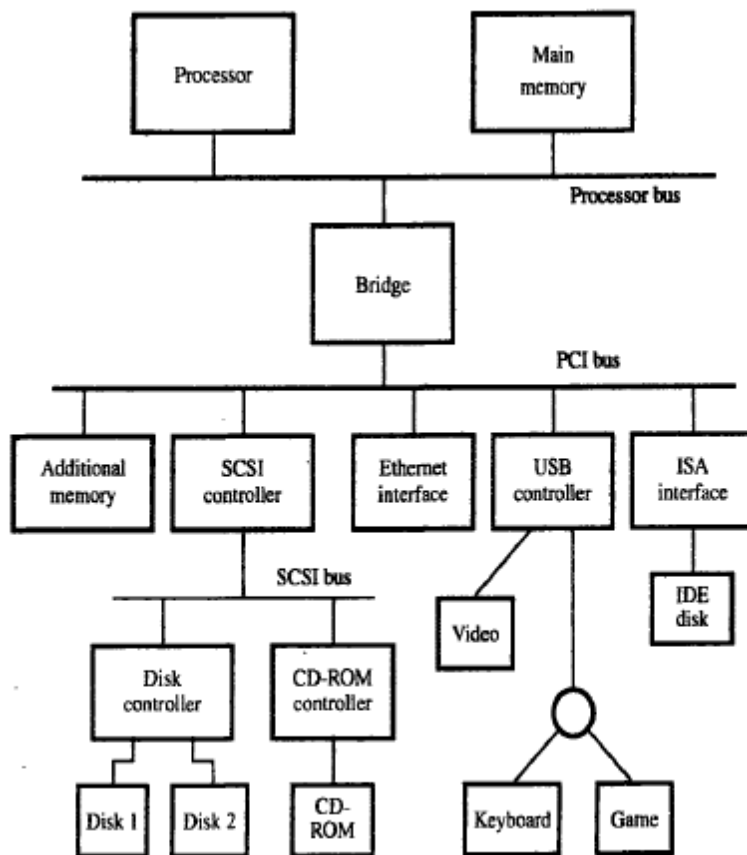 Processor
Main
memory
Processor bus
Bridge
PCI bus
Additional
memory
SCSI
controller
Ethernet
interface
USB
controller
ISA
interface
SCSI bus
Video
IDE
disk
Disk
controller
CD-ROM
controller
Disk 1
Disk 2
CD-
ROM
Keyboard
Game